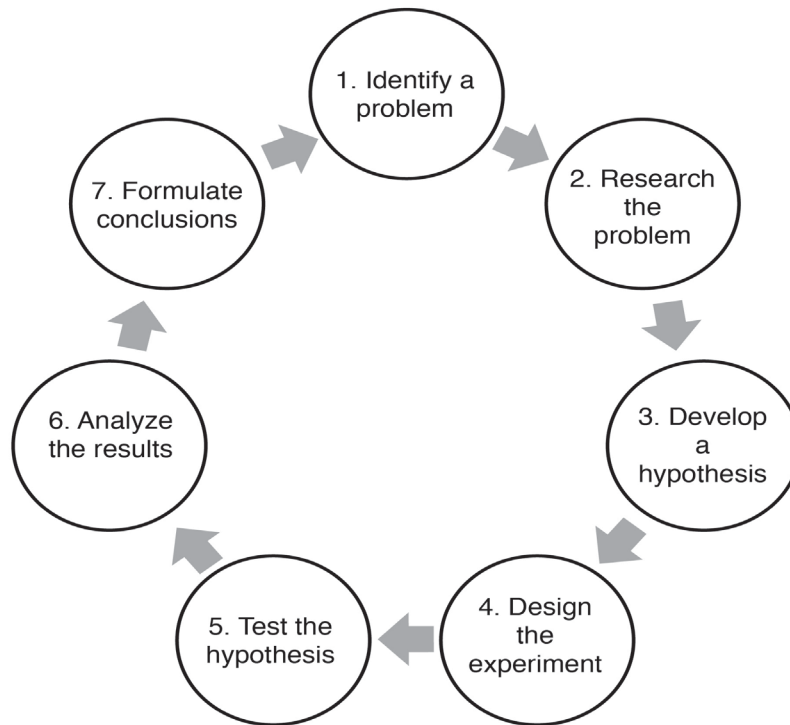 1. Identify a
problem
2. Research
the
problem
3. Develop
a
hypothesis
4. Design
the
experiment
5. Test the
hypothesis
6. Analyze
the results
7. Formulate
conclusions